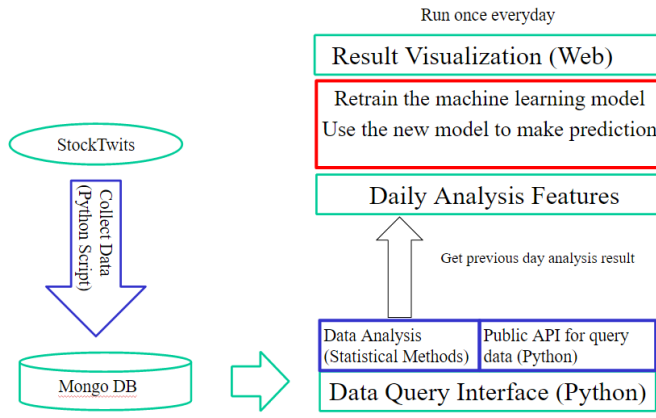 Run once everyday
Result Visualization (Web)
Retrain the machine learning model
Use the new model to make prediction
StockTwits
Collect Data
(Python Script)
Daily Analysis Features
Get previous day analysis result
Data Analysis
(Statistical Methods)
Public API for query
data (Python)
Mongo DB
Data Query Interface (Python)